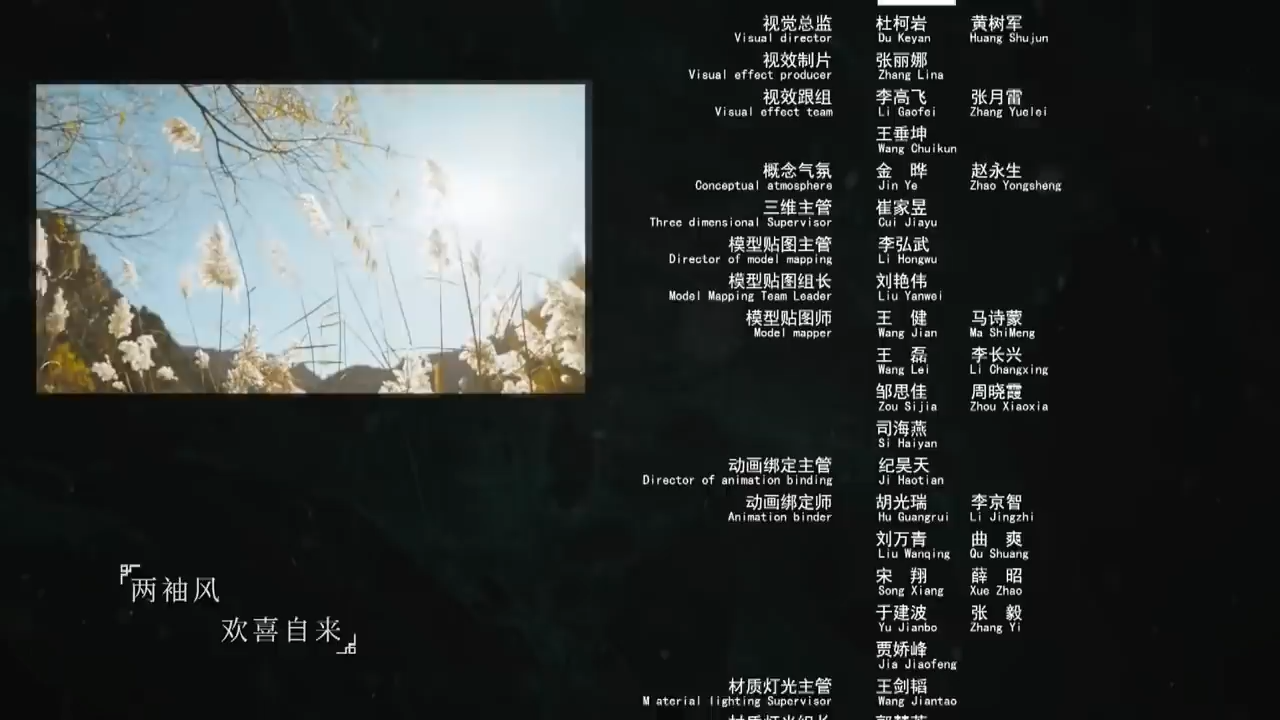 视觉总监 杜柯岩 黄树军
Visual director Du Keyan Huang Shujun
视效制片 张丽娜
Visual effect producer Zhang Lina
视效跟组 李高飞 张月雷
Visual effect team Li Gaofei Zhang Yuelei
王垂坤
Wang Chuikun
概念气氛 金 晔 赵永生
Conceptual atmosphere Jin Ye Zhao Yongsheng
三维主管 崔家昱
Three dimensional Supervisor Cui Jiayu
模型贴图主管 李弘武
Director of model mapping Li Hongwu
模型贴图组长 刘艳伟
Model Mapping Team Leader Liu Yanwei
模型贴图师 王 健 马诗蒙
Model mapper Wang Jian Ma ShiMeng
王 磊 李长兴
Wang Lei Li Changxing
邹思佳 周晓霞
Zou Sijia Zhou Xiaoxia
司海燕
Si Haiyan
动画绑定主管 纪昊天
Director of animation binding Ji Haotian
动画绑定师 胡光瑞 李京智
Animation binder Hu Guangrui Li Jingzhi
刘万青 曲 爽
Liu Wanqing Qu Shuang
宋 翔 薛 昭
Song Xiang Xue Zhao
于建波 张 毅
Yu Jianbo Zhang Yi
贾娇峰
Jia Jiaofeng
材质灯光主管 王剑韬
M aterial lighting Supervisor Wang Jiantao
两袖风
欢喜自来